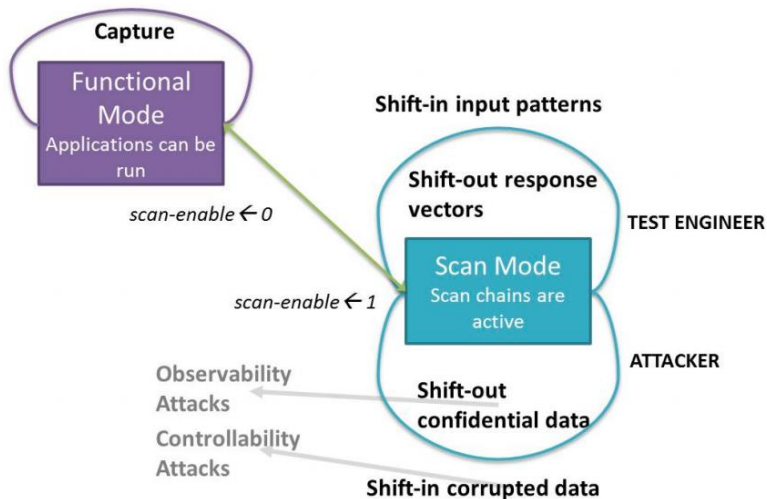 Capture
Functional
Mode
Applications can be
run
scan-enable ← 0
Shift-in input patterns
Shift-out response
vectors
TEST ENGINEER
Scan Mode
Scan chains are
active
scan-enable ← 1
ATTACKER
Observability
Attacks
Shift-out
confidential data
Controllability
Attacks
Shift-in corrupted data